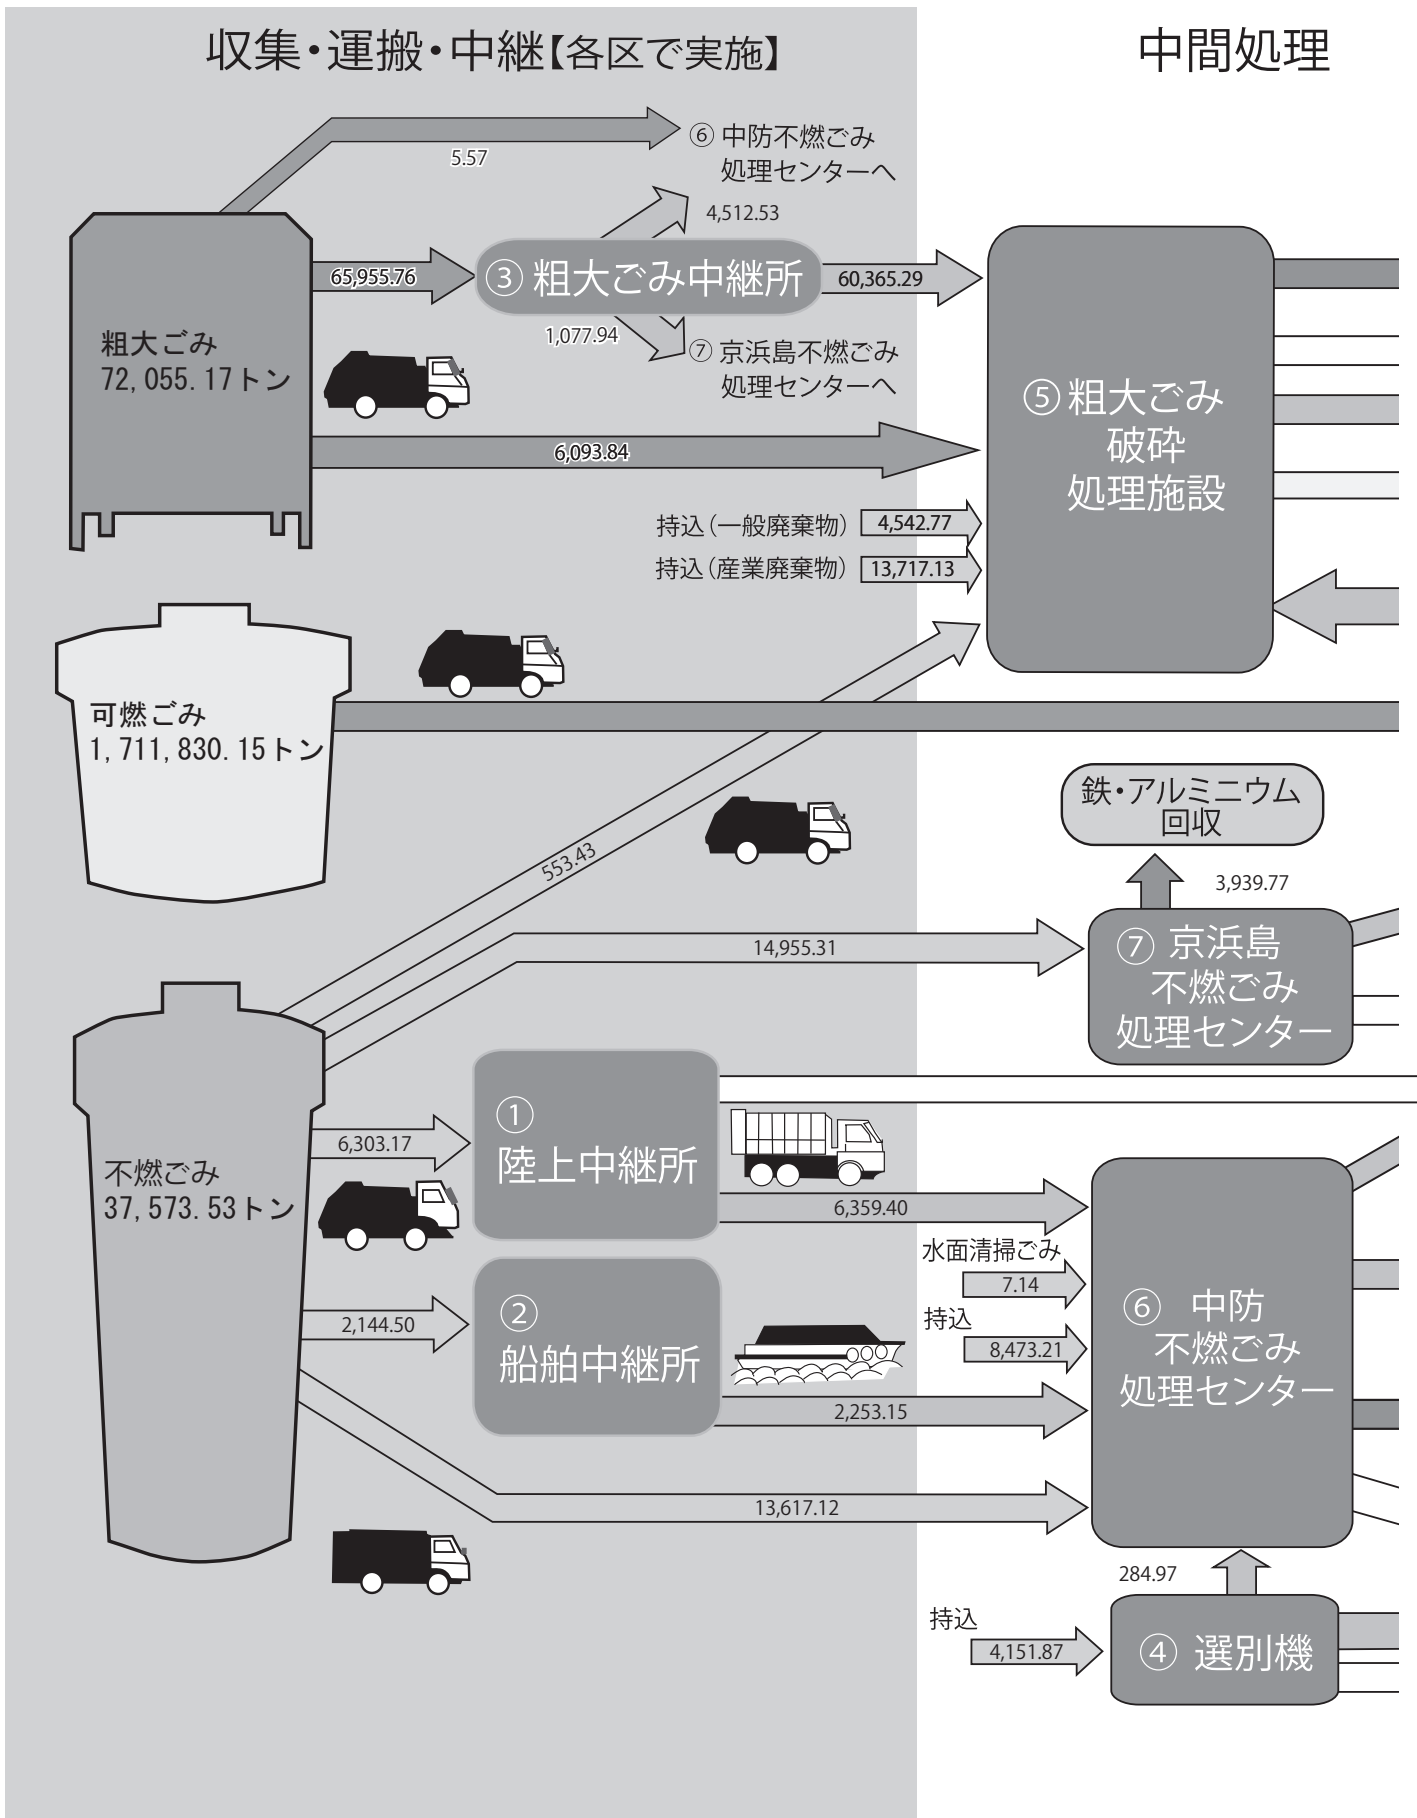 収集・運搬・中継【各区で実施】
中間処理
⑥ 中防不燃ごみ
処理センターへ
5.57
4,512.53
65,955.76
③ 粗大ごみ中継所
60,365.29
1,077.94
⑦ 京浜島不燃ごみ
処理センターへ
粗大ごみ
72,055.17トン
⑤ 粗大ごみ
破砕
処理施設
6,093.84
持込（一般廃棄物） 4,542.77
持込（産業廃棄物） 13,717.13
可燃ごみ
1,711,830.15トン
鉄・アルミニウム
回収
553.43
3,939.77
14,955.31
⑦ 京浜島
不燃ごみ
処理センター
不燃ごみ
37,573.53トン
6,303.17
①
陸上中継所
6,359.40
水面清掃ごみ
7.14
持込
8,473.21
2,144.50
②
船舶中継所
2,253.15
⑥ 中防
不燃ごみ
処理センター
13,617.12
284.97
持込
4,151.87
④ 選別機